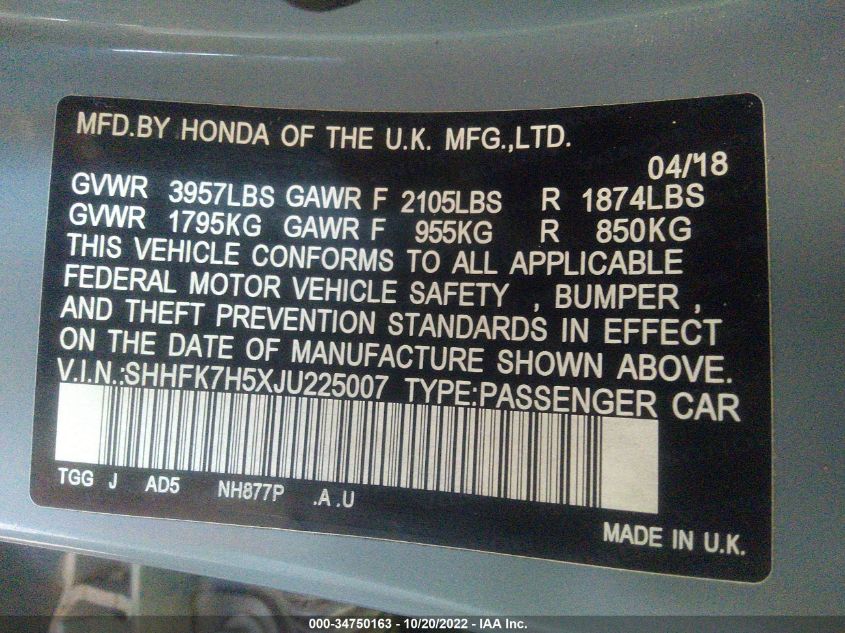 MFD.BY HONDA OF THE U.K. MFG.,LTD.
04/'18
GVWR 3957LBS GAWR F 2105LBS R 1874LBS
GVWR 1795KG GAWR F 955KG R 850KG
THIS VEHICLE CONFORMS TO ALL APPLICABLE
FEDERAL MOTOR VEHICLE SAFETY , BUMPER ,
AND THEFT PREVENTION STANDARDS IN EFFECT
ON THE DATE OF MANUFACTURE SHOWN ABOVE.
V.I.N.:SHHFK7H5XJU225007 TYPE:PASSENGER CAR
TGG J AD5 NH877P .A .U
MADE IN U.K.
000-34750163 - 10/20/2022 - IAA Inc.